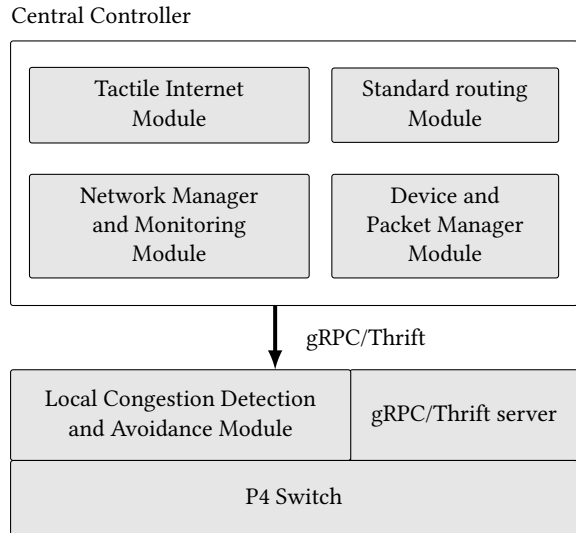 Central Controller
Tactile Internet
Module
Standard routing
Module
Network Manager
and Monitoring
Module
Device and
Packet Manager
Module
gRPC/Thrift
Local Congestion Detection
and Avoidance Module
gRPC/Thrift server
P4 Switch